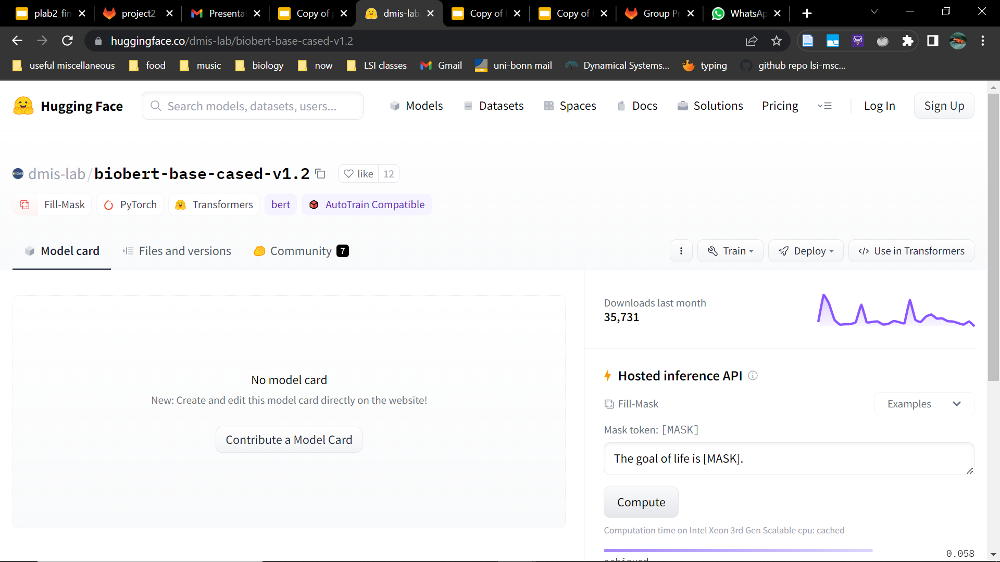 plab2_fin
project2_
Presentat
Copy of
dmis-lab
Copy of
Copy of
Group Pr
WhatsAp
huggingface.co/dmis-lab/biobert-base-cased-v1.2
useful miscellaneous
food
music
biology
now
LSI classes
Gmail
uni-bonn mail
Dynamical Systems...
typing
github repo lsi-msc...
Hugging Face
Search models, datasets, users...
Models
Datasets
Spaces
Docs
Solutions
Pricing
Log In
Sign Up
dmis-lab/biobert-base-cased-v1.2
like 12
Fill-Mask
PyTorch
Transformers
bert
AutoTrain Compatible
Model card
Files and versions
Community 7
Train
Deploy
</> Use in Transformers
Downloads last month
35,731
No model card
New: Create and edit this model card directly on the website!
Contribute a Model Card
Hosted inference API
Fill-Mask
Examples
Mask token: [MASK]
The goal of life is [MASK].
Compute
Computation time on Intel Xeon 3rd Gen Scalable cpu: cached
0.058
achieved